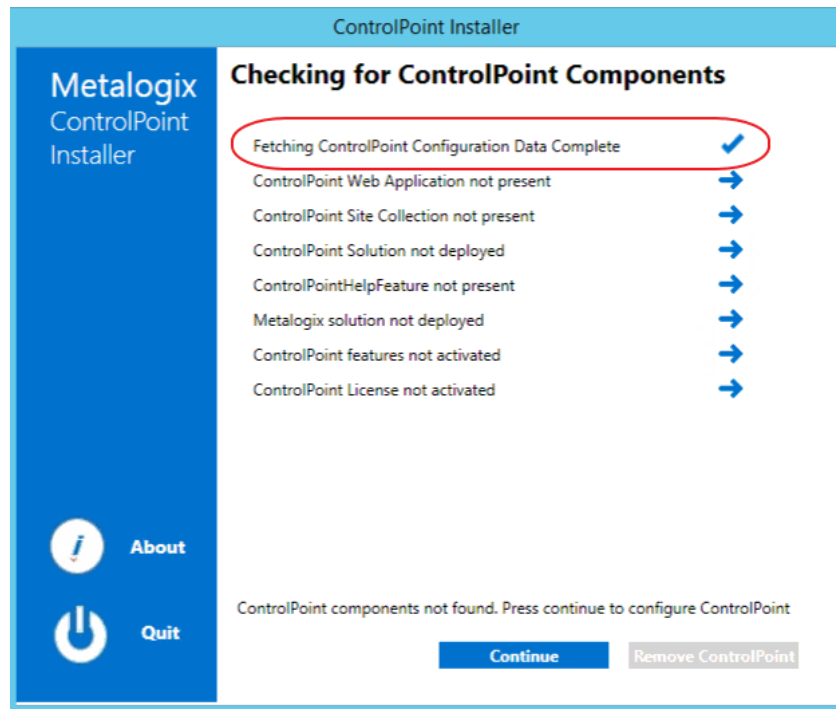 ControlPoint Installer
Metalogix
ControlPoint
Installer
Checking for ControlPoint Components
Fetching ControlPoint Configuration Data Complete
ControlPoint Web Application not present
ControlPoint Site Collection not present
ControlPoint Solution not deployed
ControlPointHelpFeature not present
Metalogix solution not deployed
ControlPoint features not activated
ControlPoint License not activated
About
ControlPoint components not found. Press continue to configure ControlPoint
Quit
Continue
Remove ControlPoint